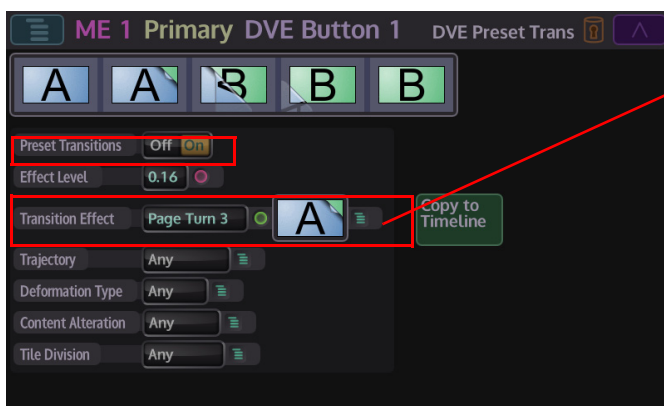 ME 1 Primary DVE Button 1 DVE Preset Trans
A A B B B
Preset Transitions Off On
Effect Level 0.16
Transition Effect Page Turn 3 A
Copy to
Timeline
Trajectory Any
Deformation Type Any
Content Alteration Any
Tile Division Any